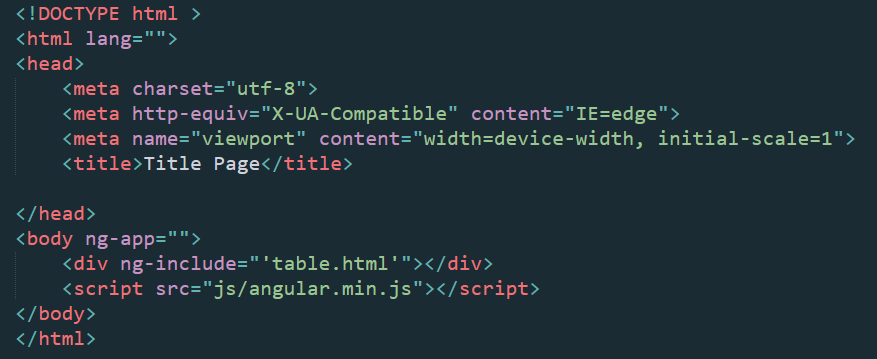 <!DOCTYPE html >
<html lang="">
<head>
    <meta charset="utf-8">
    <meta http-equiv="X-UA-Compatible" content="IE=edge">
    <meta name="viewport" content="width=device-width, initial-scale=1">
    <title>Title Page</title>

</head>
<body ng-app="">
    <div ng-include="'table.html'"></div>
    <script src="js/angular.min.js"></script>
</body>
</html>